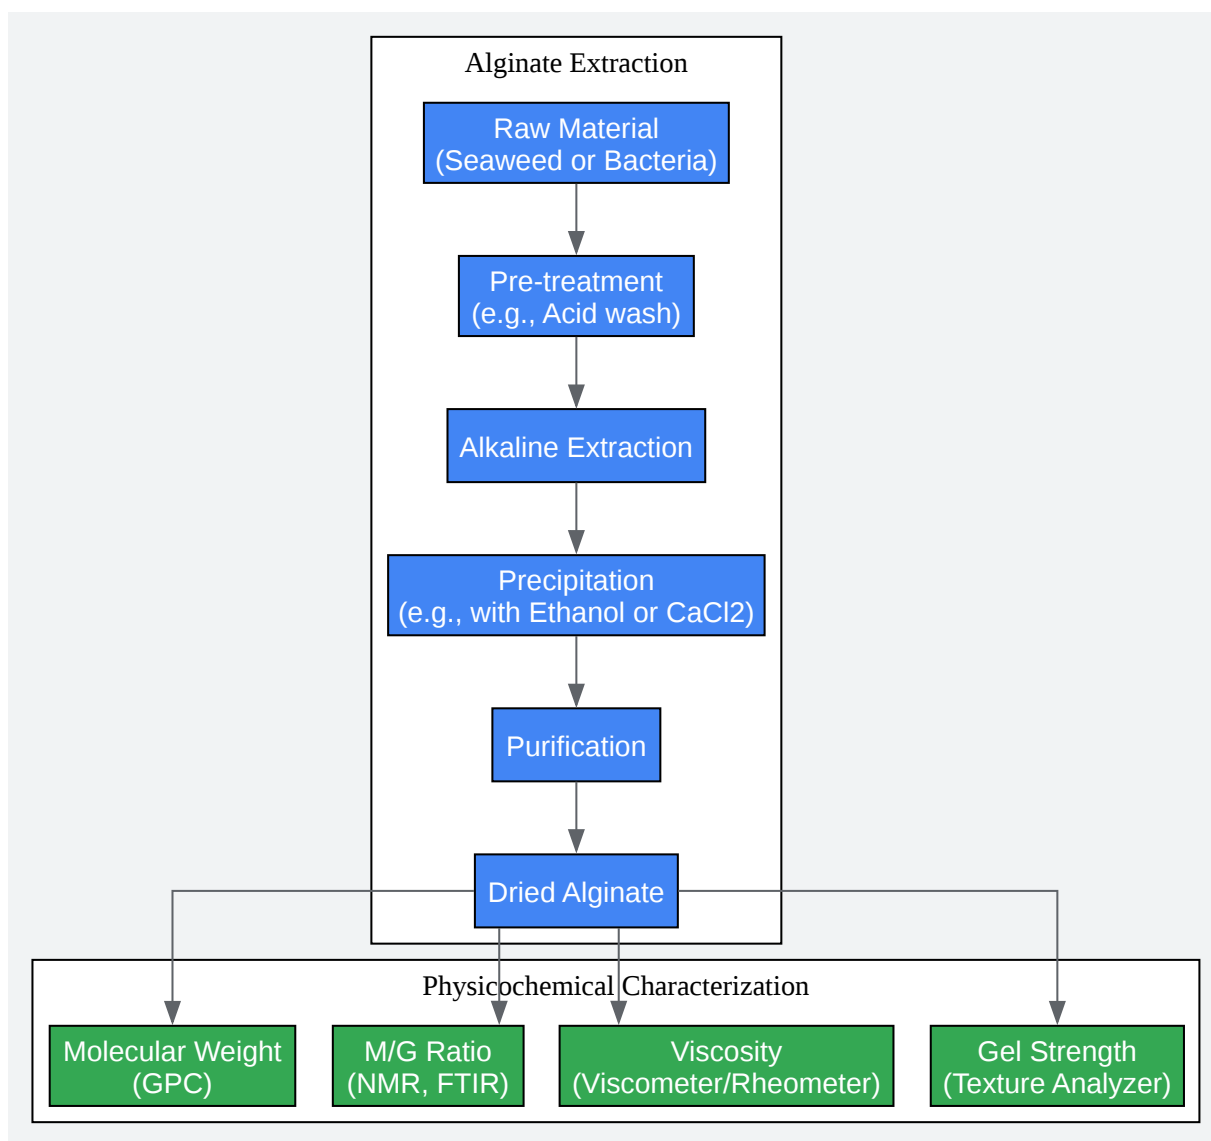 Alginate Extraction
Raw Material
(Seaweed or Bacteria)
Pre-treatment
(e.g., Acid wash)
Alkaline Extraction
Precipitation
(e.g., with Ethanol or CaCl2)
Purification
Dried Alginate
Physicochemical Characterization
Molecular Weight
(GPC)
M/G Ratio
(NMR, FTIR)
Viscosity
(Viscometer/Rheometer)
Gel Strength
(Texture Analyzer)